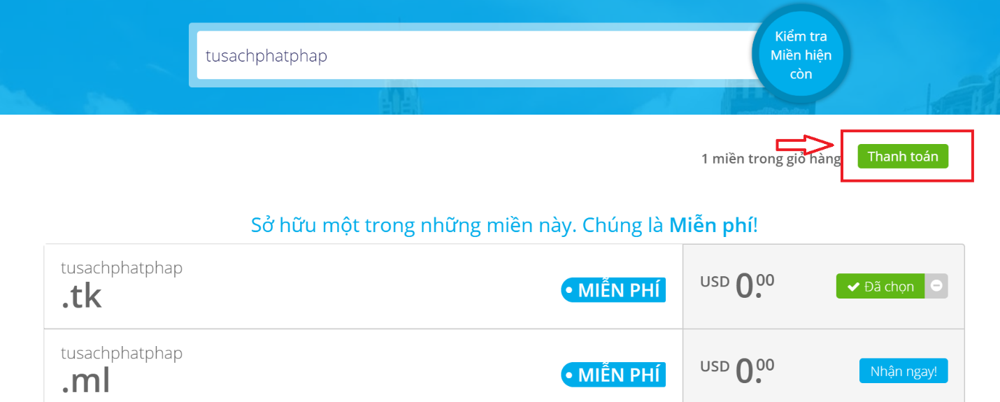 tusachphatphap
Kiểm tra
Miền hiện
còn
1 miền trong giỏ hàng
Thanh toán
Sở hữu một trong những miền này. Chúng là Miễn phí!
tusachphatphap
.tk
• MIỄN PHÍ
USD 0.00
Đã chọn
tusachphatphap
.ml
• MIỄN PHÍ
USD 0.00
Nhận ngay!